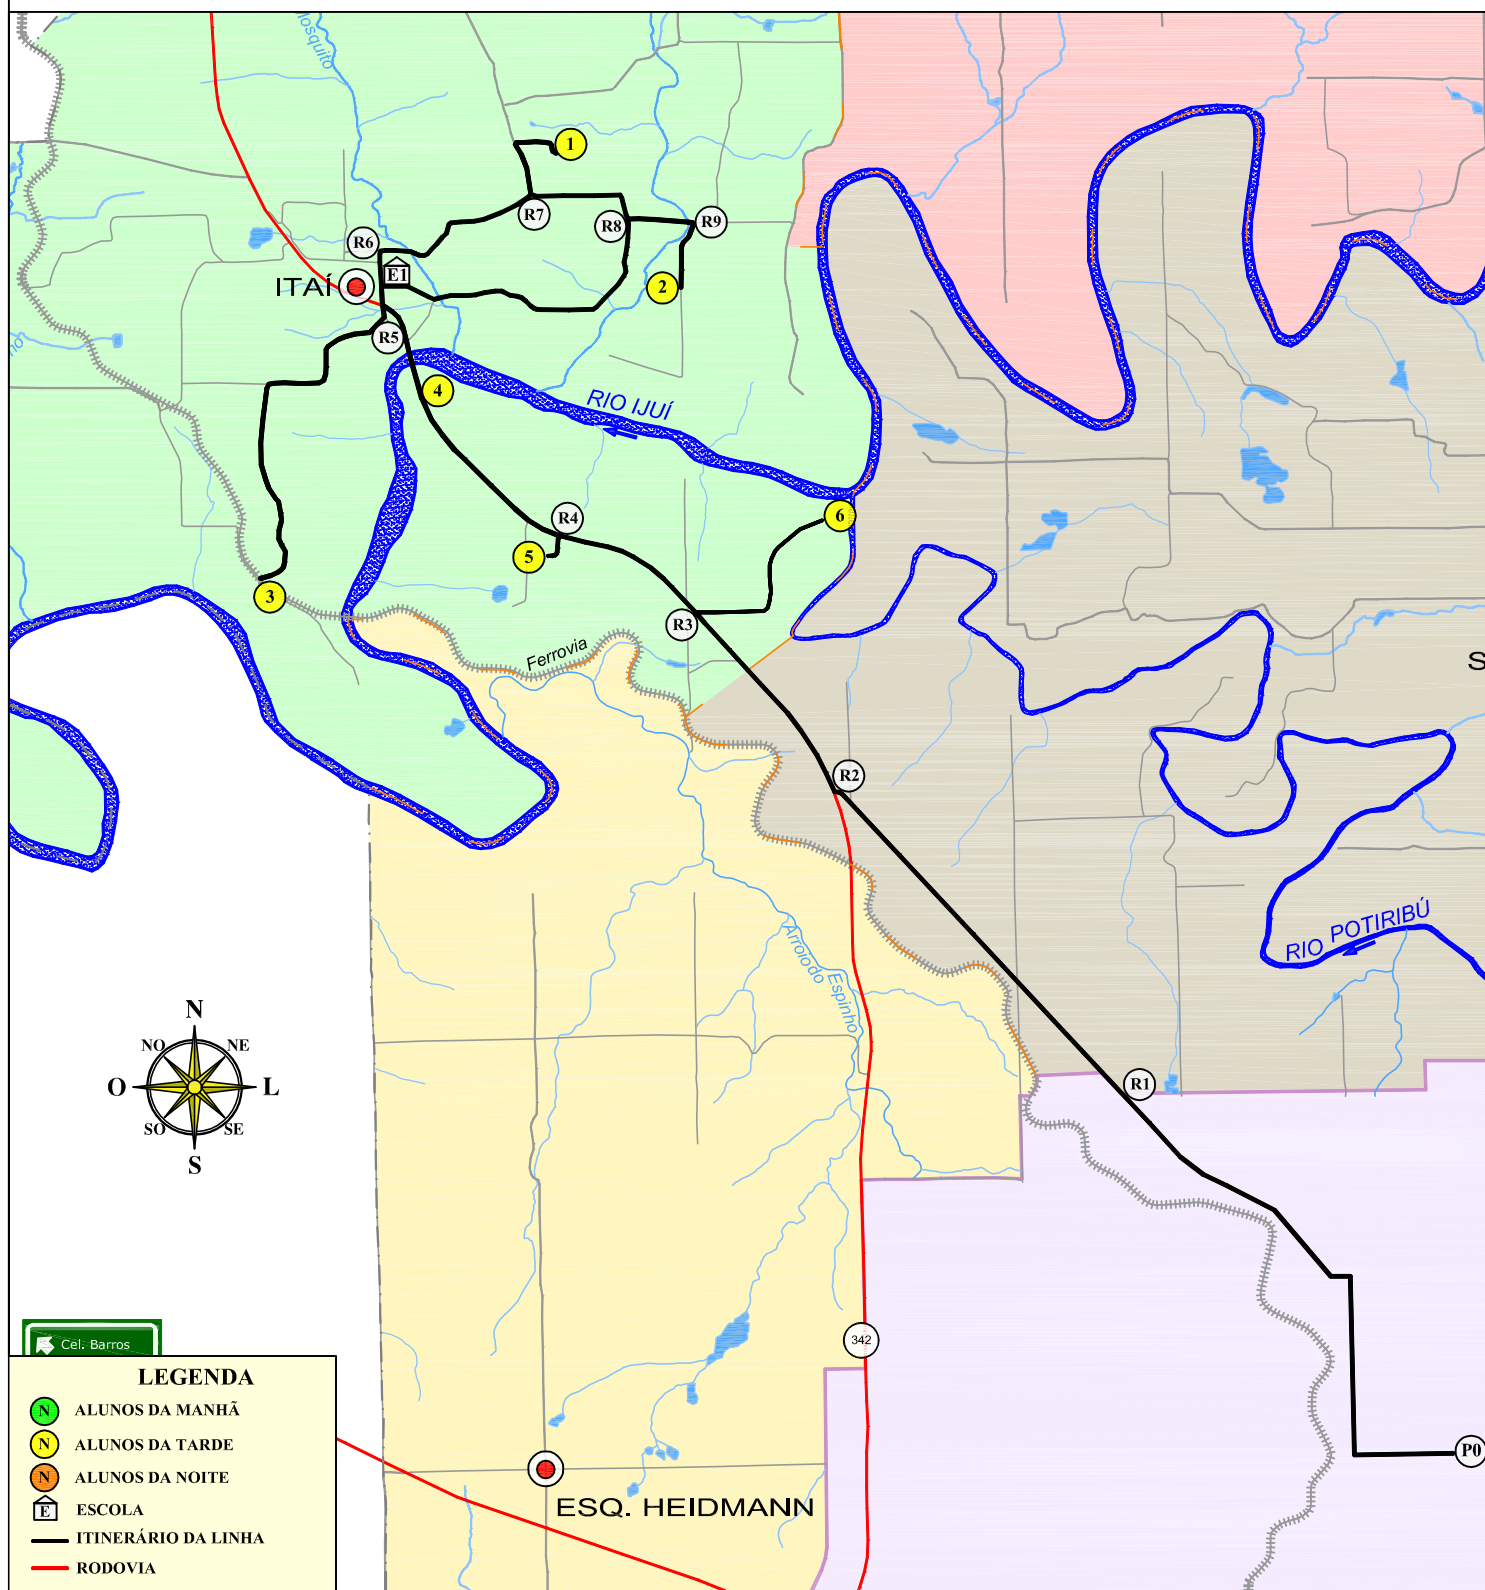 Mosquito
1
R7
R8
R9
R6
E1
ITAÍ
2
R5
4
RIO IJUÍ
6
R4
5
3
R3
Ferrovia
S
R2
RIO POTIRIBÚ
Arroio do
Espinho
N
NO
NE
O
L
SO
SE
S
R1
Cel. Barros
342
P0
ESQ. HEIDMANN
LEGENDA
N ALUNOS DA MANHÃ
N ALUNOS DA TARDE
N ALUNOS DA NOITE
E ESCOLA
ITINERÁRIO DA LINHA
RODOVIA